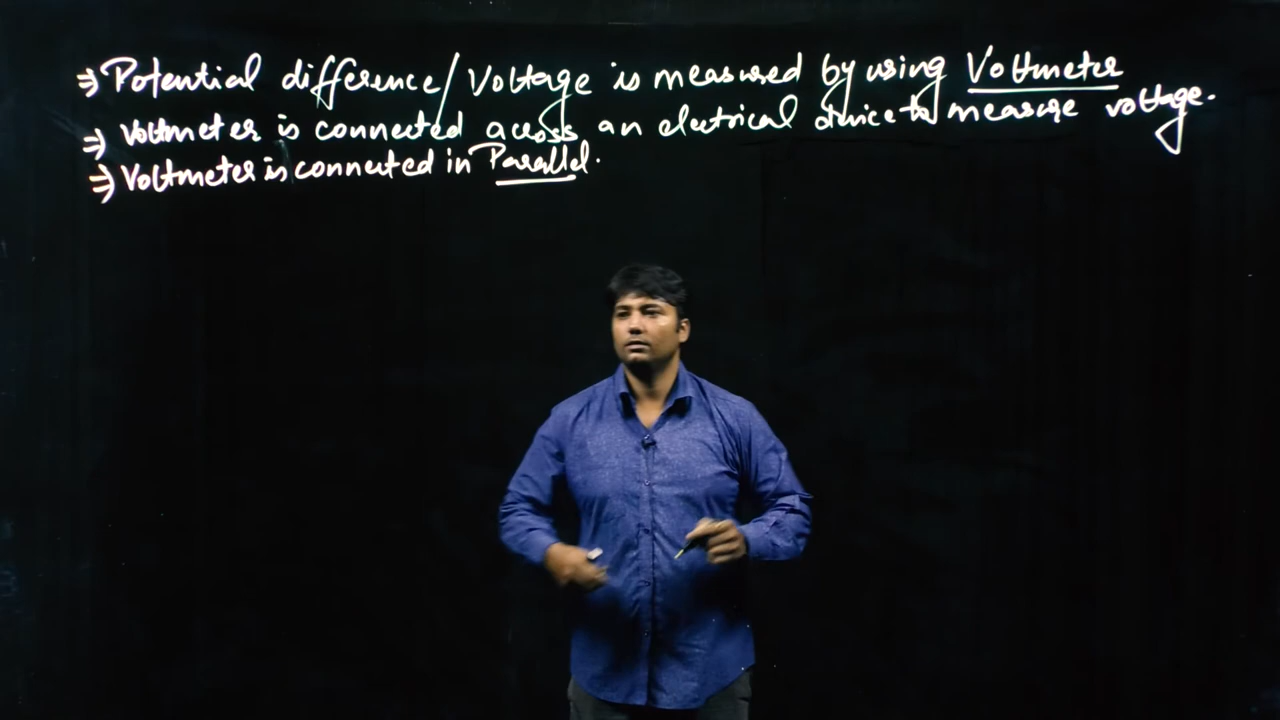 ⇒ Potential difference/Voltage is measured by using Voltmeter
⇒ Voltmeter is connected across an electrical device to measure voltage.
⇒ Voltmeter is connected in Parallel.